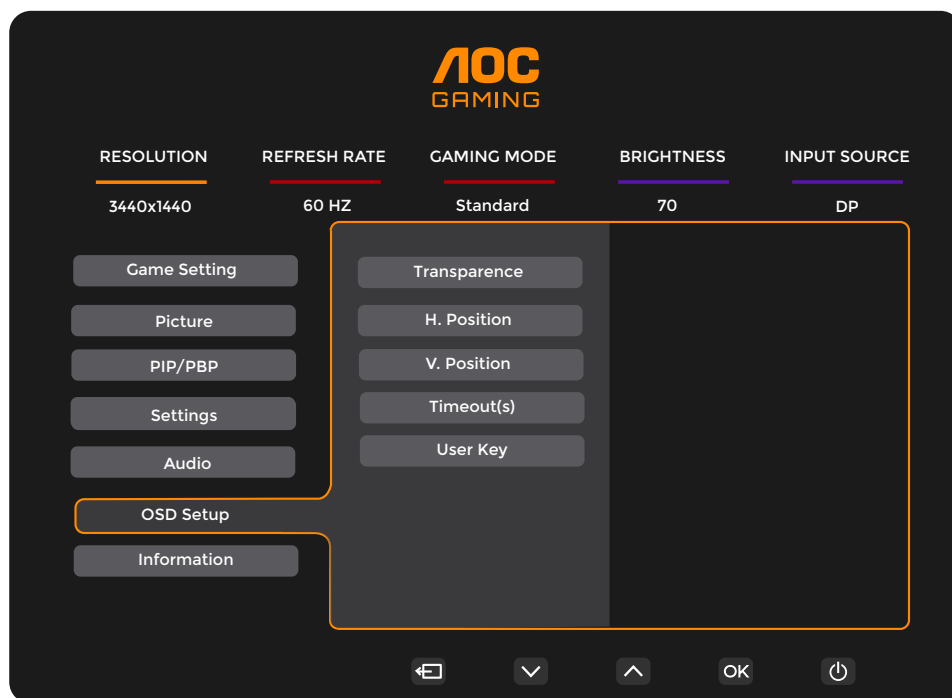 AOC
GAMING
RESOLUTION REFRESH RATE GAMING MODE BRIGHTNESS INPUT SOURCE
3440x1440 60 HZ Standard 70 DP
Game Setting
Picture
PIP/PBP
Settings
Audio
OSD Setup
Information
Transparence
H. Position
V. Position
Timeout(s)
User Key
OK